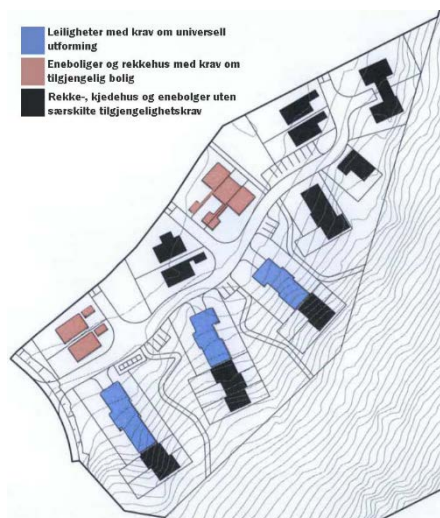 Leiligheter med krav om universell
utforming
Eneboliger og rekkehus med krav om
tilgjengelig bolig
Rekke-, kjedehus og enebolger uten
særskilte tilgjengelighetskrav